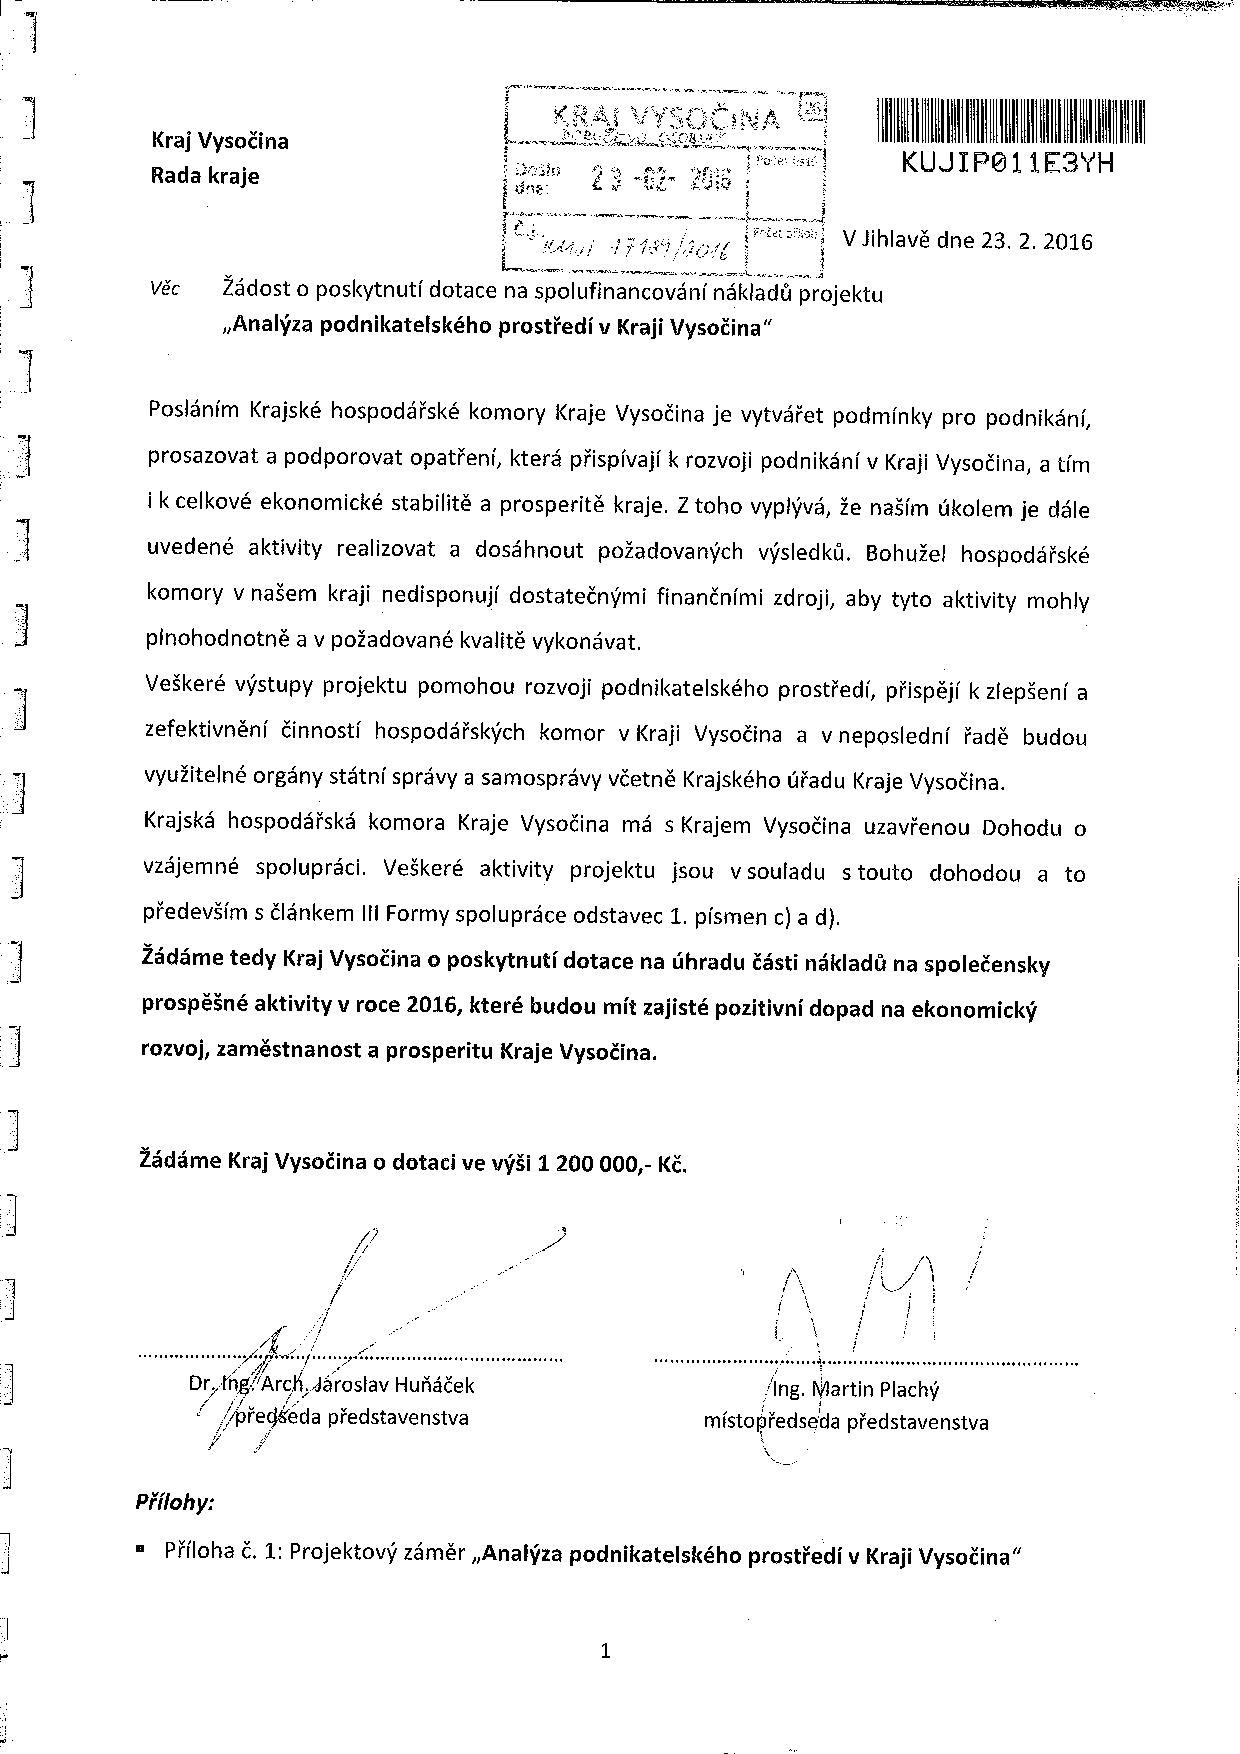 Kraj Vysočina
Rada kraje
KRAJ VYSOČINA
Došlo
dne:
23 -02- 2016
Č.j.
KUJIP011E3YH
V Jihlavě dne 23. 2. 2016
Věc Žádost o poskytnutí dotace na spolufinancování nákladů projektu
„Analýza podnikatelského prostředí v Kraji Vysočina"
Posláním Krajské hospodářské komory Kraje Vysočina je vytvářet podmínky pro podnikání,
prosazovat a podporovat opatření, která přispívají k rozvoji podnikání v Kraji Vysočina, a tím
i k celkové ekonomické stabilitě a prosperitě kraje. Z toho vyplývá, že naším úkolem je dále
uvedené aktivity realizovat a dosáhnout požadovaných výsledků. Bohužel hospodářské
komory v našem kraji nedisponují dostatečnými finančními zdroji, aby tyto aktivity mohly
plnohodnotně a v požadované kvalitě vykonávat.
Veškeré výstupy projektu pomohou rozvoji podnikatelského prostředí, přispějí k zlepšení a
zefektivnění činností hospodářských komor v Kraji Vysočina a v neposlední řadě budou
využitelné orgány státní správy a samosprávy včetně Krajského úřadu Kraje Vysočina.
Krajská hospodářská komora Kraje Vysočina má s Krajem Vysočina uzavřenou Dohodu o
vzájemné spolupráci. Veškeré aktivity projektu jsou v souladu s touto dohodou a to
především s článkem III Formy spolupráce odstavec 1. písmen c) a d).
Žádáme tedy Kraj Vysočina o poskytnutí dotace na úhradu části nákladů na společensky
prospěšné aktivity v roce 2016, které budou mít zajisté pozitivní dopad na ekonomický
rozvoj, zaměstnanost a prosperitu Kraje Vysočina.
Žádáme Kraj Vysočina o dotaci ve výši 1 200 000,- Kč.
Dr. Ing. Arch. Jaroslav Huňáček
předseda představenstva
Ing. Martin Plachý
místopředseda představenstva
Přílohy:
▪ Příloha č. 1: Projektový záměr „Analýza podnikatelského prostředí v Kraji Vysočina"
1